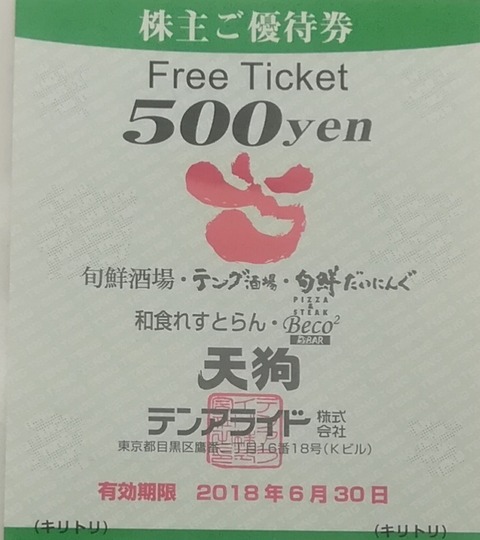 株主ご優待券
Free Ticket
500yen
旬鮮酒場・テング酒場・旬鮮だいにんぐ
和食れすとらん・PIZZA & STEAK Beco² & BAR
天狗
テンアライド株式会社
東京都目黒区鷹番二丁目16番18号(Kビル)
有効期限 2018年6月30日
(キリトリ) (キリトリ)